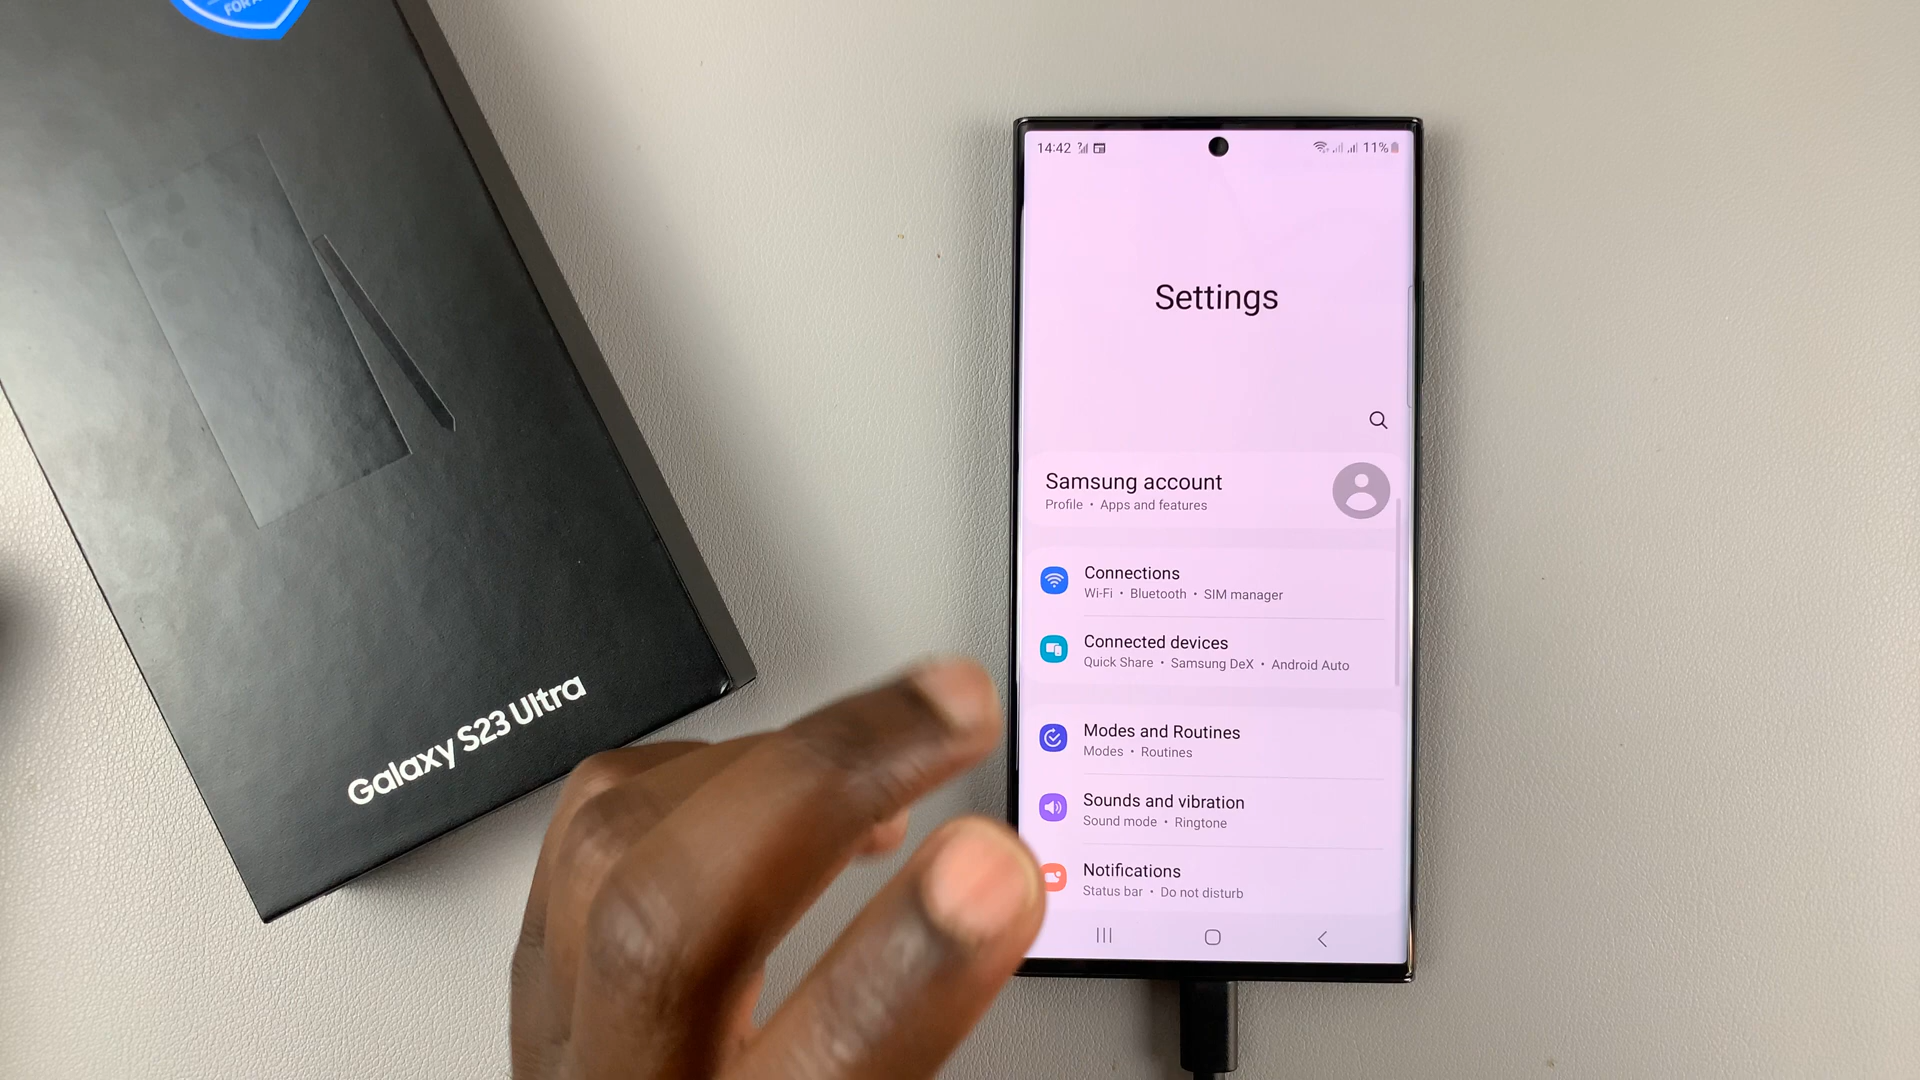 FOR
Galaxy S23 Ultra
14:42
11%
Settings
Samsung account
Profile • Apps and features
Connections
Wi-Fi • Bluetooth • SIM manager
Connected devices
Quick Share • Samsung DeX • Android Auto
Modes and Routines
Modes • Routines
Sounds and vibration
Sound mode • Ringtone
Notifications
Status bar • Do not disturb